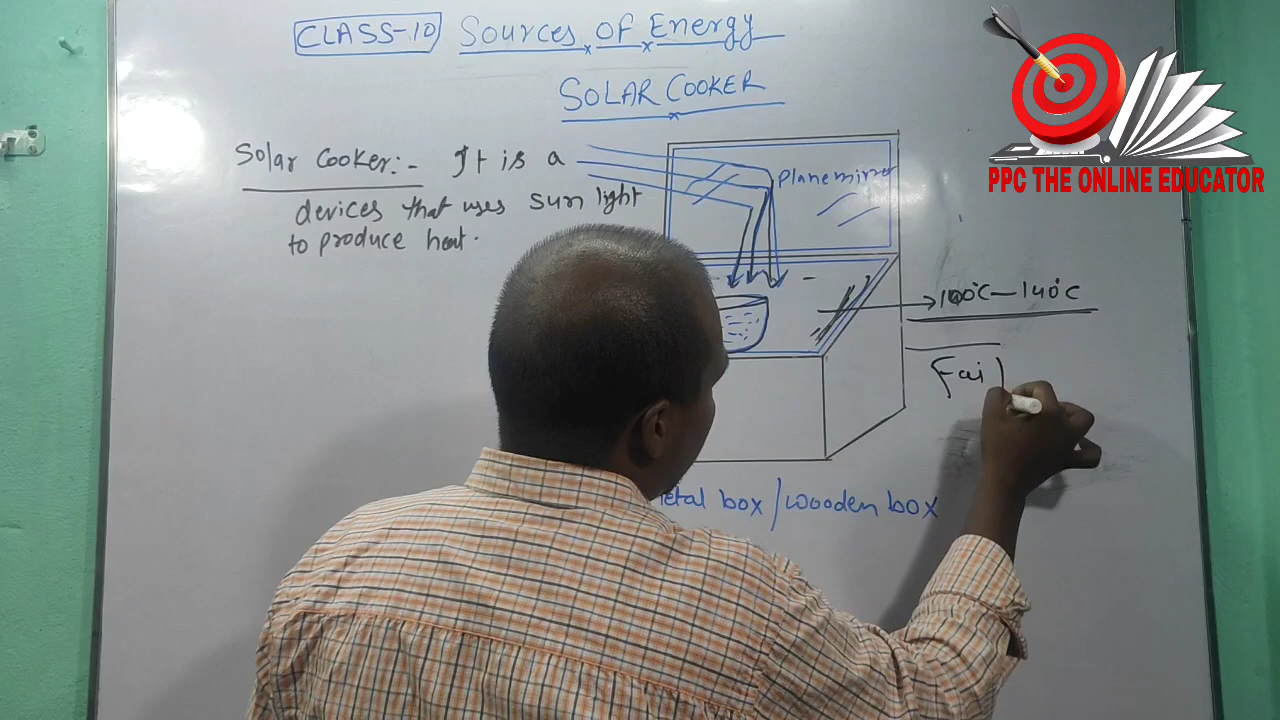 CLASS-10 Sources of Energy
SOLAR COOKER
Solar Cooker:- It is a
devices that uses sun light
to produce heat.
plane mirror
100°C - 140°C
metal box / wooden box
PPC THE ONLINE EDUCATOR